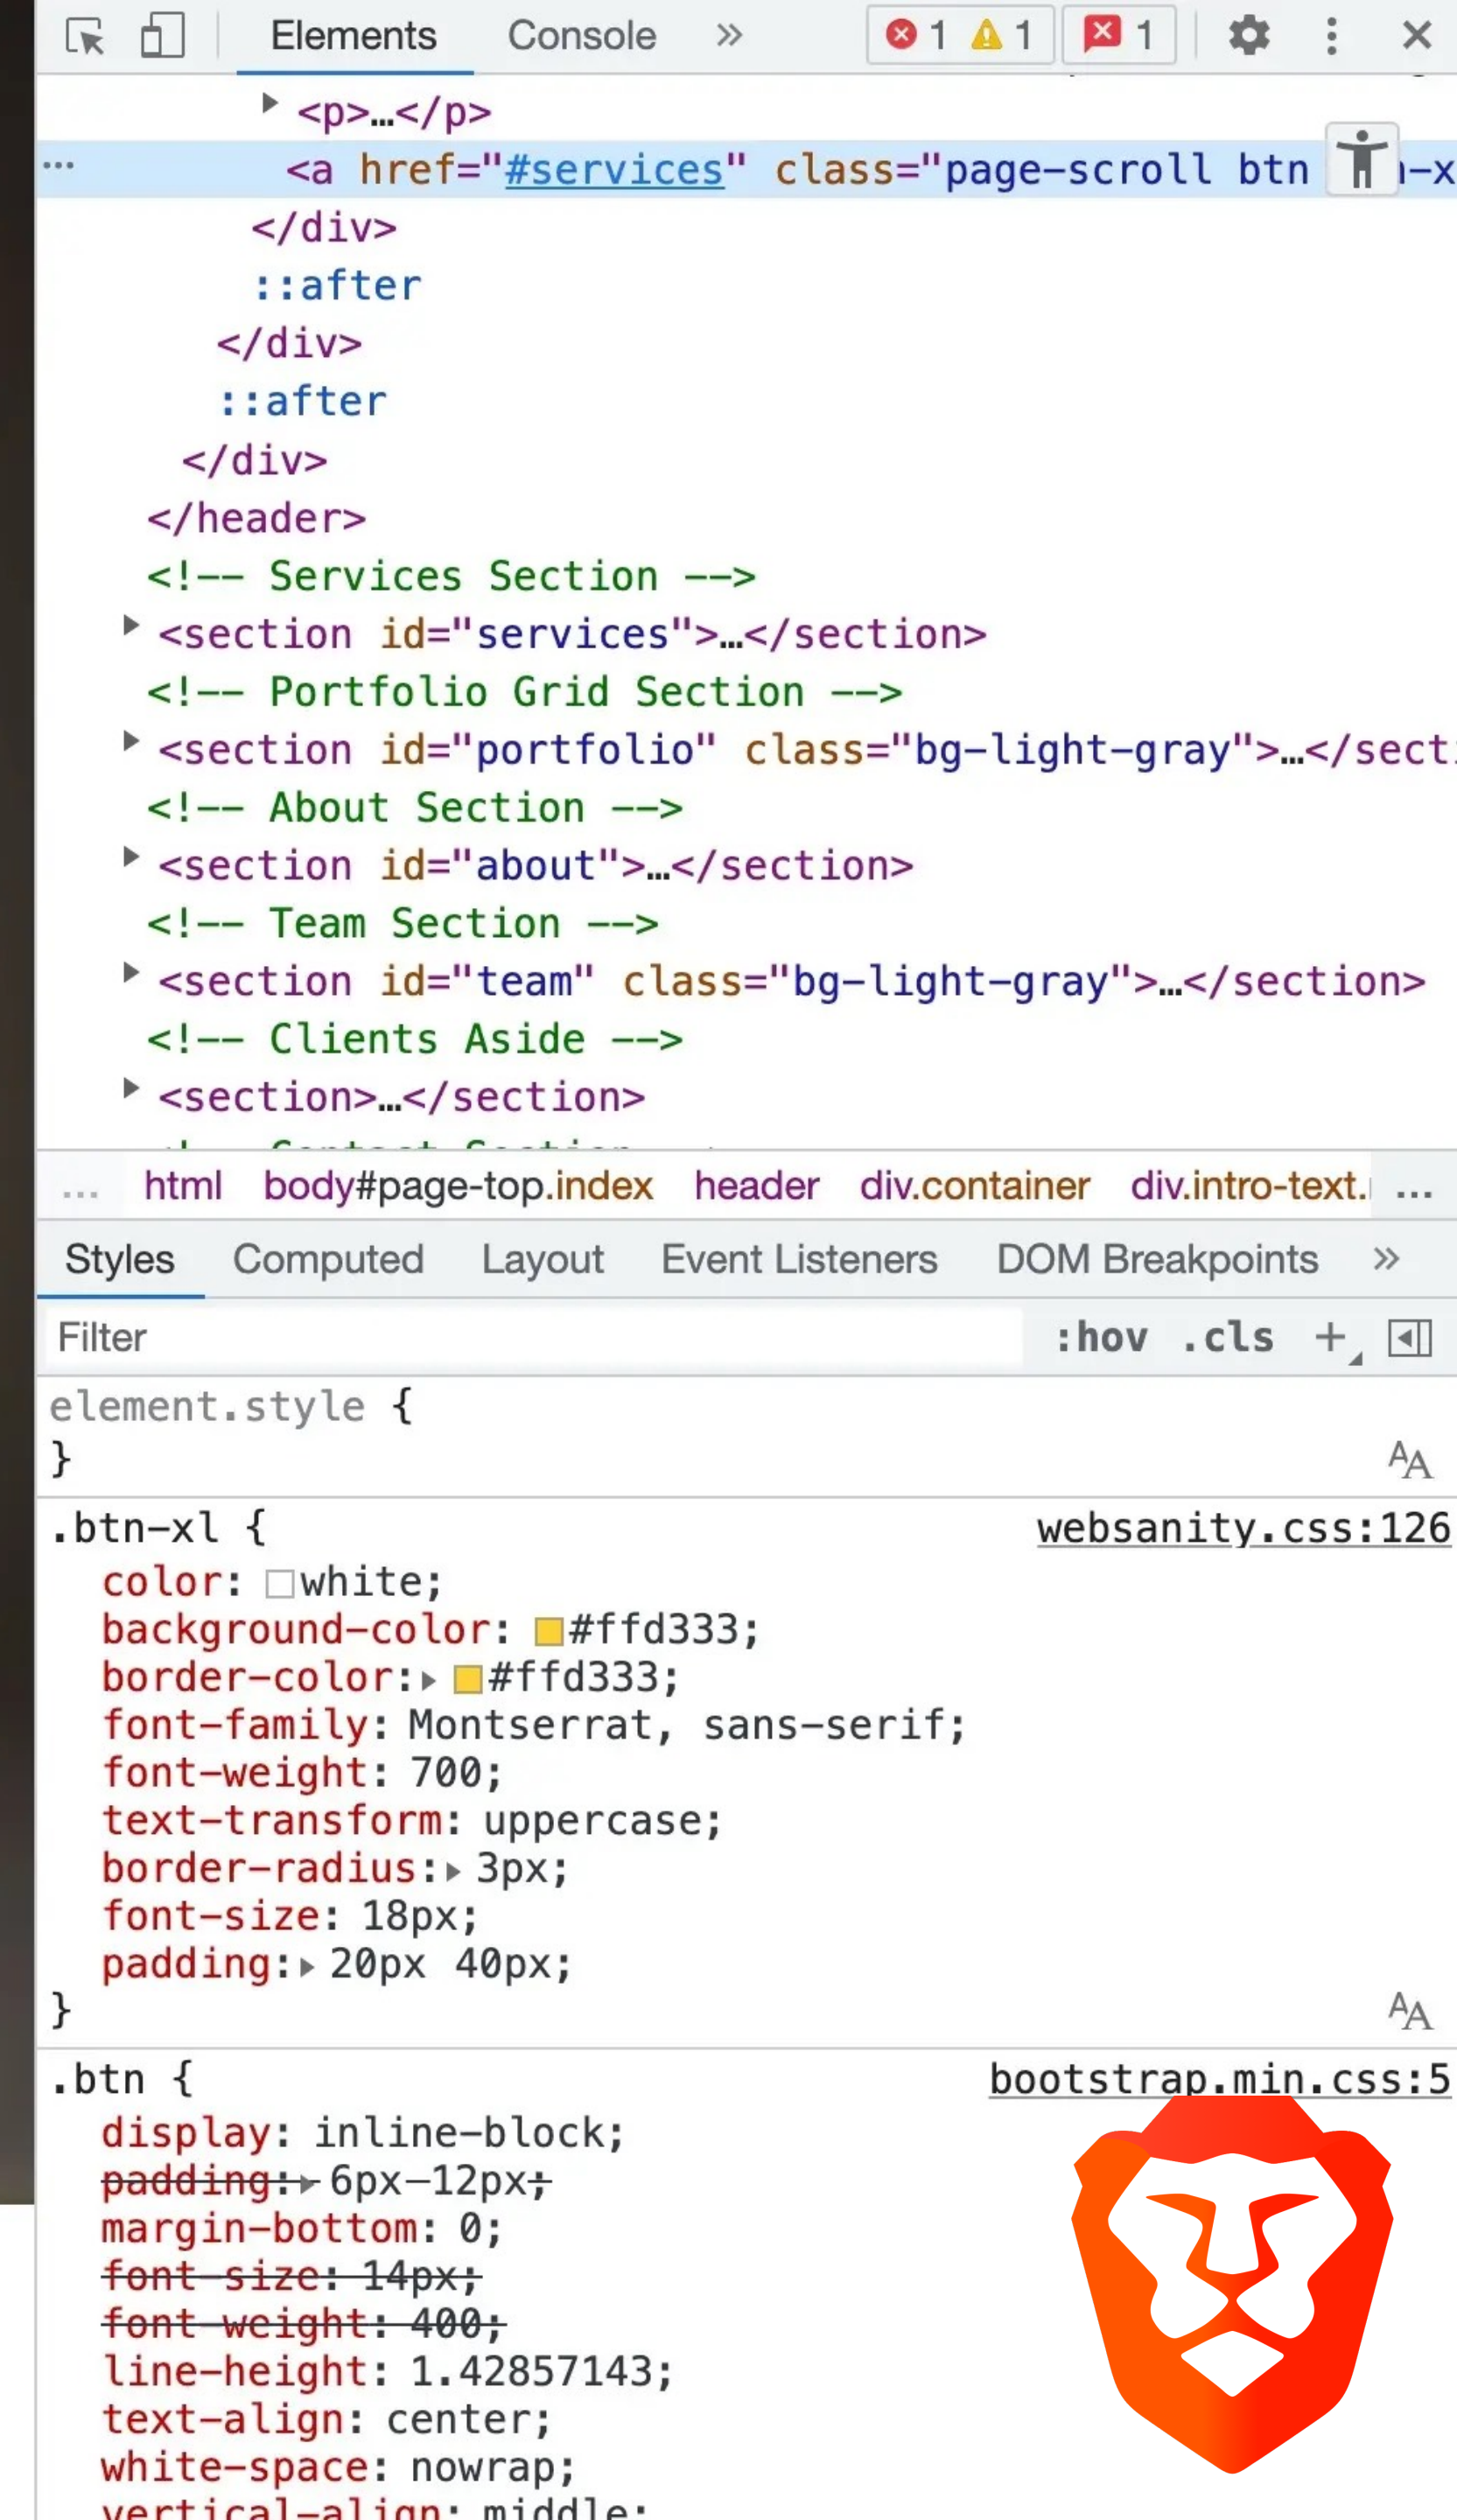 Elements Console » 1 1 1
<p>…</p>
… <a href="#services" class="page-scroll btn -x
</div>
::after
</div>
::after
</div>
</header>
<!-- Services Section -->
<section id="services">…</section>
<!-- Portfolio Grid Section -->
<section id="portfolio" class="bg-light-gray">…</sect
<!-- About Section -->
<section id="about">…</section>
<!-- Team Section -->
<section id="team" class="bg-light-gray">…</section>
<!-- Clients Aside -->
<section>…</section>
<!-- Contact Section -->
… html body#page-top.index header div.container div.intro-text. …
Styles Computed Layout Event Listeners DOM Breakpoints »
Filter :hov .cls +
element.style {
}
AA
.btn-xl { websanity.css:126
color: white;
background-color: #ffd333;
border-color: #ffd333;
font-family: Montserrat, sans-serif;
font-weight: 700;
text-transform: uppercase;
border-radius: 3px;
font-size: 18px;
padding: 20px 40px;
}
AA
.btn { bootstrap.min.css:5
display: inline-block;
padding: 6px 12px;
margin-bottom: 0;
font-size: 14px;
font-weight: 400;
line-height: 1.42857143;
text-align: center;
white-space: nowrap;
vertical-align: middle;